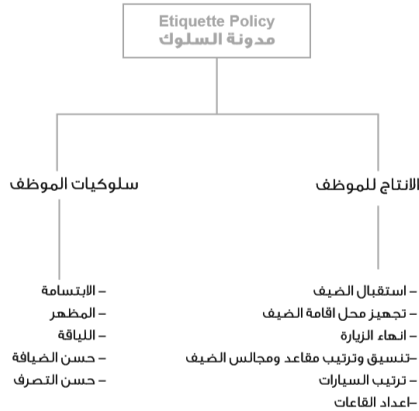 Etiquette Policy
مدونة السلوك
الانتاج للموظف
– استقبال الضيف
– تجهيز محل اقامة الضيف
– انهاء الزيارة
–تنسيق وترتيب مقاعد ومجالس الضيف
– ترتيب السيارات
–اعداد القاعات
سلوكيات الموظف
– الابتسامة
– المظهر
– اللياقة
– حسن الضيافة
– حسن التصرف